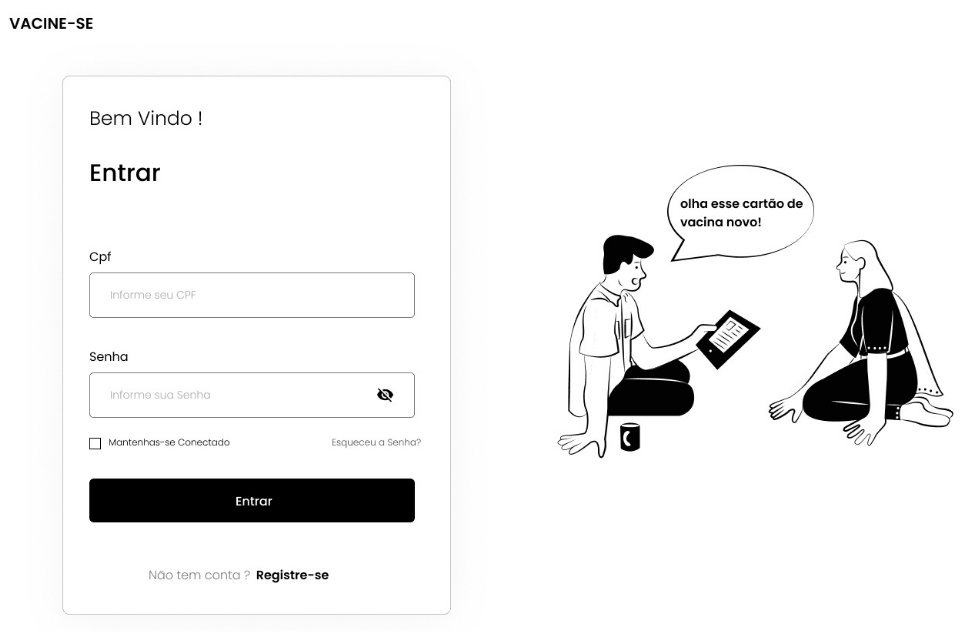 VACINE-SE
Bem Vindo !
Entrar
Cpf
Informe seu CPF
Senha
Informe sua Senha
Mantenhas-se Conectado
Esqueceu a Senha?
Entrar
Não tem conta ? Registre-se
olha esse cartão de
vacina novo!